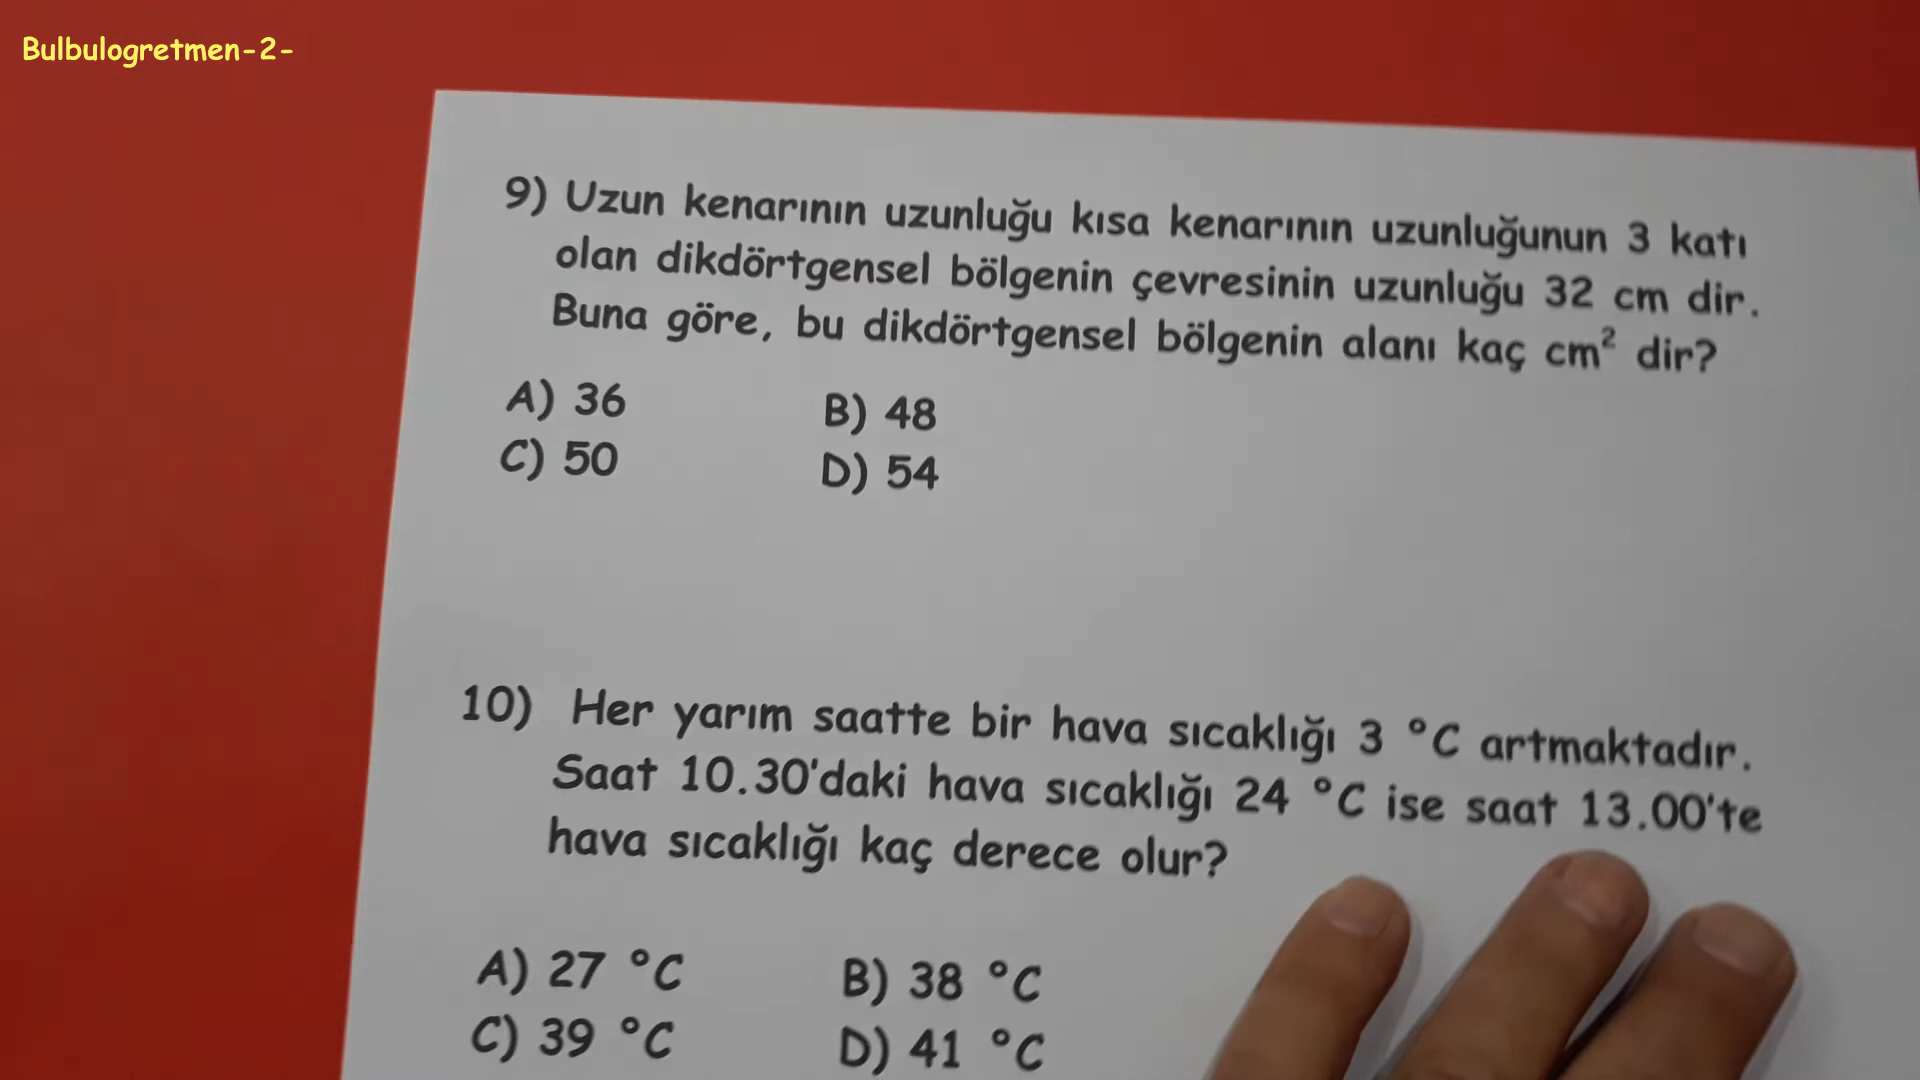 Bulbulogretmen-2-
9) Uzun kenarının uzunluğu kısa kenarının uzunluğunun 3 katı
olan dikdörtgensel bölgenin çevresinin uzunluğu 32 cm dir.
Buna göre, bu dikdörtgensel bölgenin alanı kaç cm² dir?
A) 36 B) 48
C) 50 D) 54
10) Her yarım saatte bir hava sıcaklığı 3 °C artmaktadır.
Saat 10.30'daki hava sıcaklığı 24 °C ise saat 13.00'te
hava sıcaklığı kaç derece olur?
A) 27 °C B) 38 °C
C) 39 °C D) 41 °C